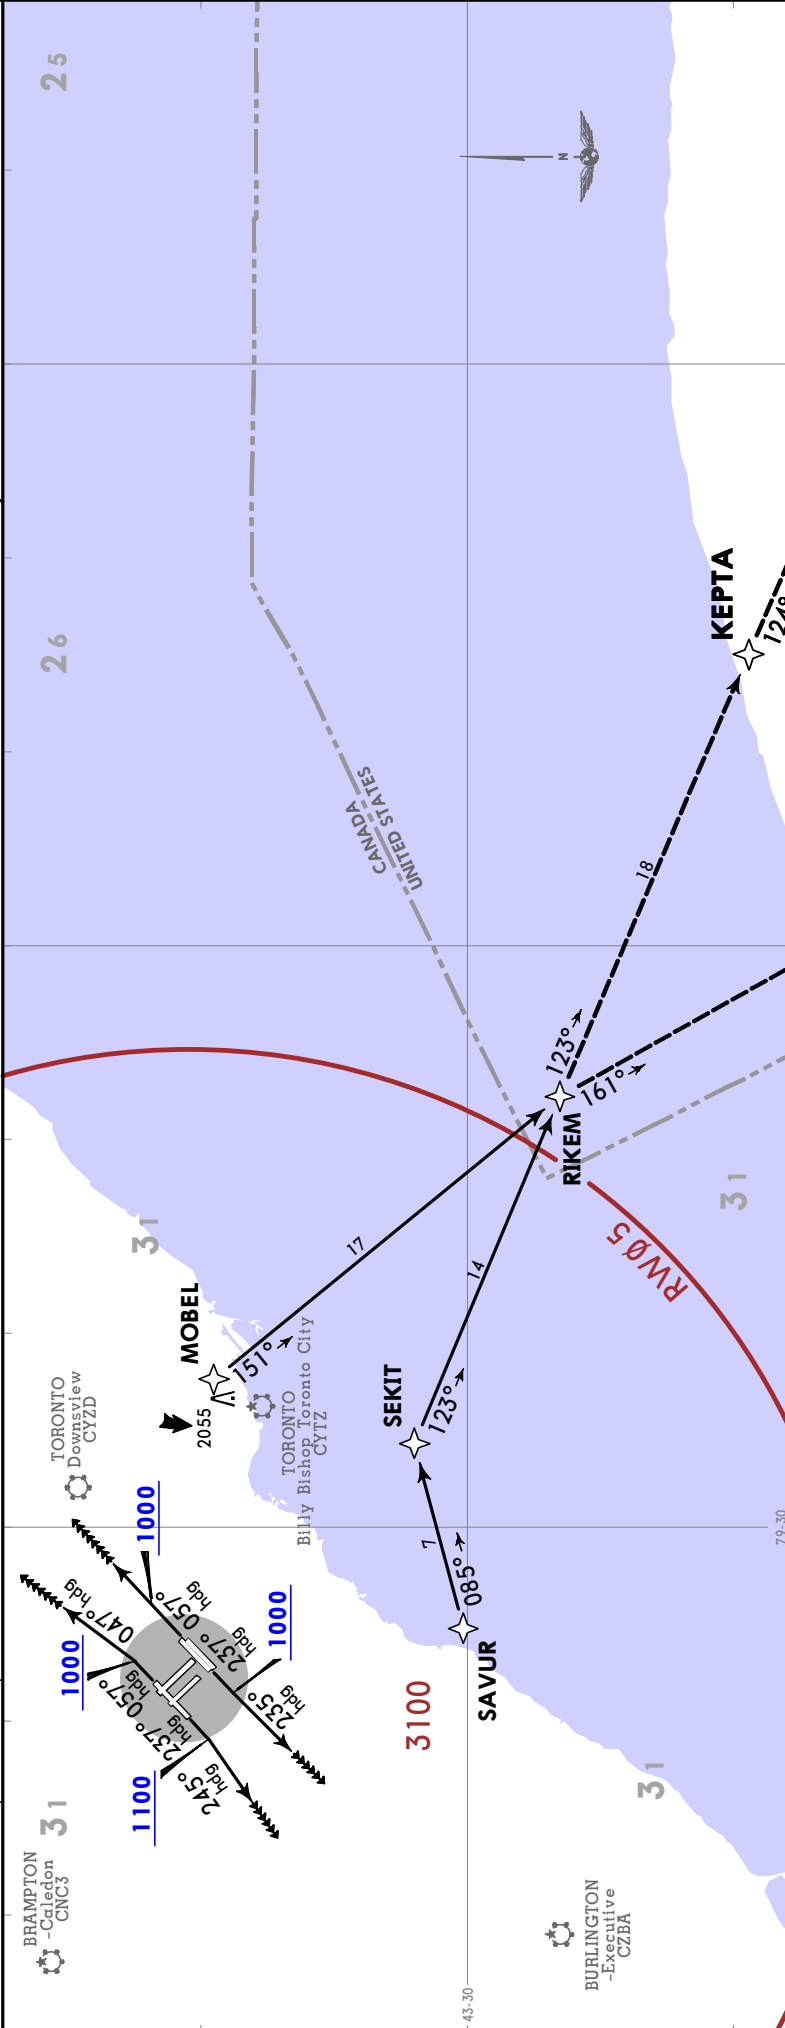 25
N
26
KEPTA
124°
CANADA
UNITED STATES
18
123°
161°
RIKEM
31
31
RWØ5
17
14
MOBEL
151°
2055
TORONTO
Downsview
CYZD
TORONTO
Billy Bishop Toronto City
CYTZ
SEKIT
123°
7
085°
SAVUR
79-30
1000
1000
1000
1100
047°
hdg
057°
hdg
057°
hdg
237°
hdg
237°
hdg
235°
hdg
245°
hdg
3100
31
31
BRAMPTON
-Caledon
CNC3
BURLINGTON
-Executive
CZBA
43-30